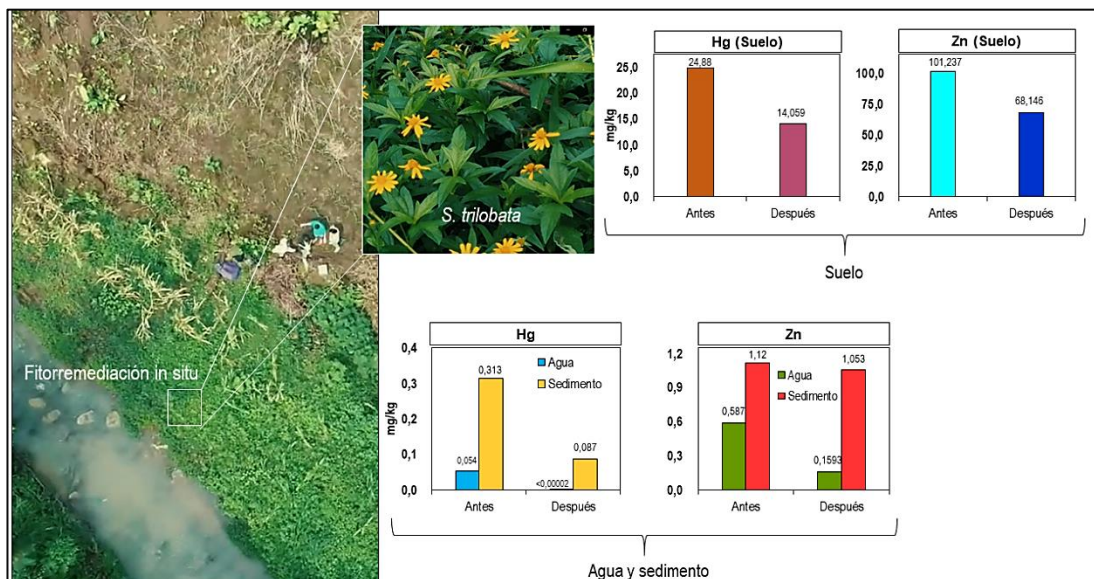 Fitorremediación in situ
S. trilobata
Hg (Suelo)
mg/kg
25,0
20,0
15,0
10,0
5,0
0,0
24,88
14,059
Antes
Después
Zn (Suelo)
100,0
75,0
50,0
25,0
0,0
101,237
68,146
Antes
Después
Suelo
Hg
mg/kg
0,4
0,3
0,2
0,1
0,0
Agua
Sedimento
0,054
0,313
<0,00002
0,087
Antes
Después
Zn
1,2
0,9
0,6
0,3
0,0
Agua
Sedimento
0,587
1,12
0,1593
1,053
Antes
Después
Agua y sedimento